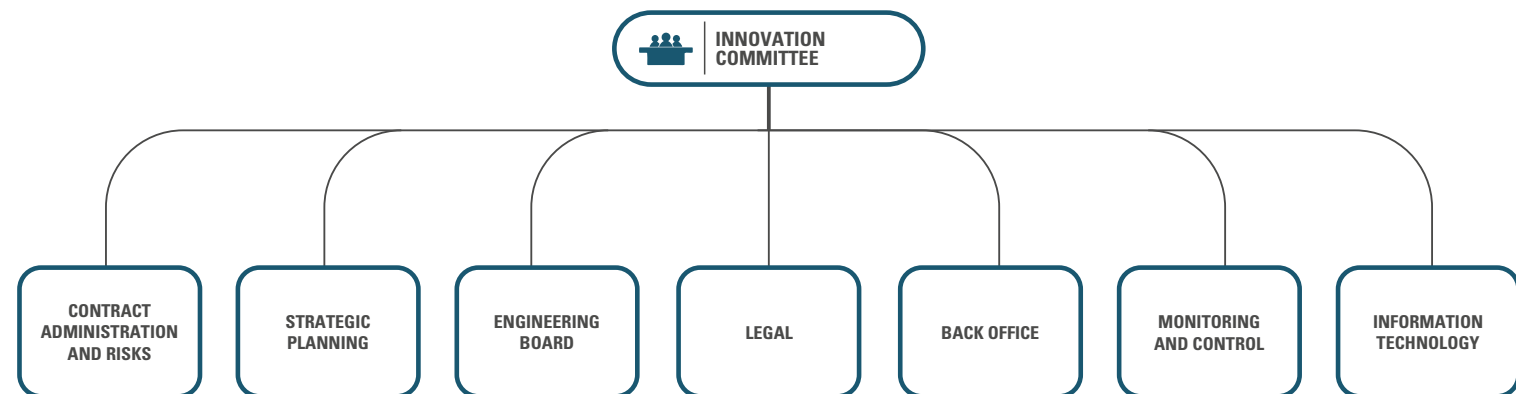 INNOVATION
COMMITTEE
CONTRACT
ADMINISTRATION
AND RISKS
STRATEGIC
PLANNING
ENGINEERING
BOARD
LEGAL
BACK OFFICE
MONITORING
AND CONTROL
INFORMATION
TECHNOLOGY